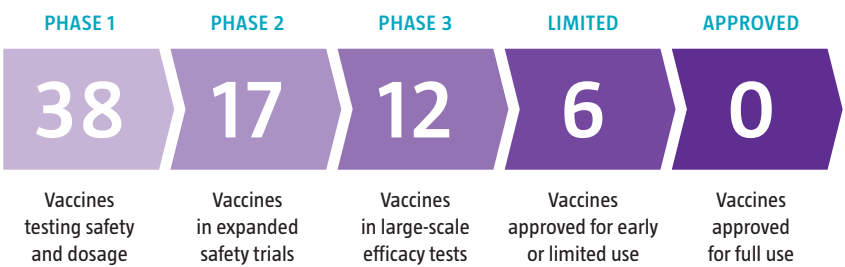 PHASE 1
PHASE 2
PHASE 3
LIMITED
APPROVED
38
17
12
6
0
Vaccines
testing safety
and dosage
Vaccines
in expanded
safety trials
Vaccines
in large-scale
efficacy tests
Vaccines
approved for early
or limited use
Vaccines
approved
for full use